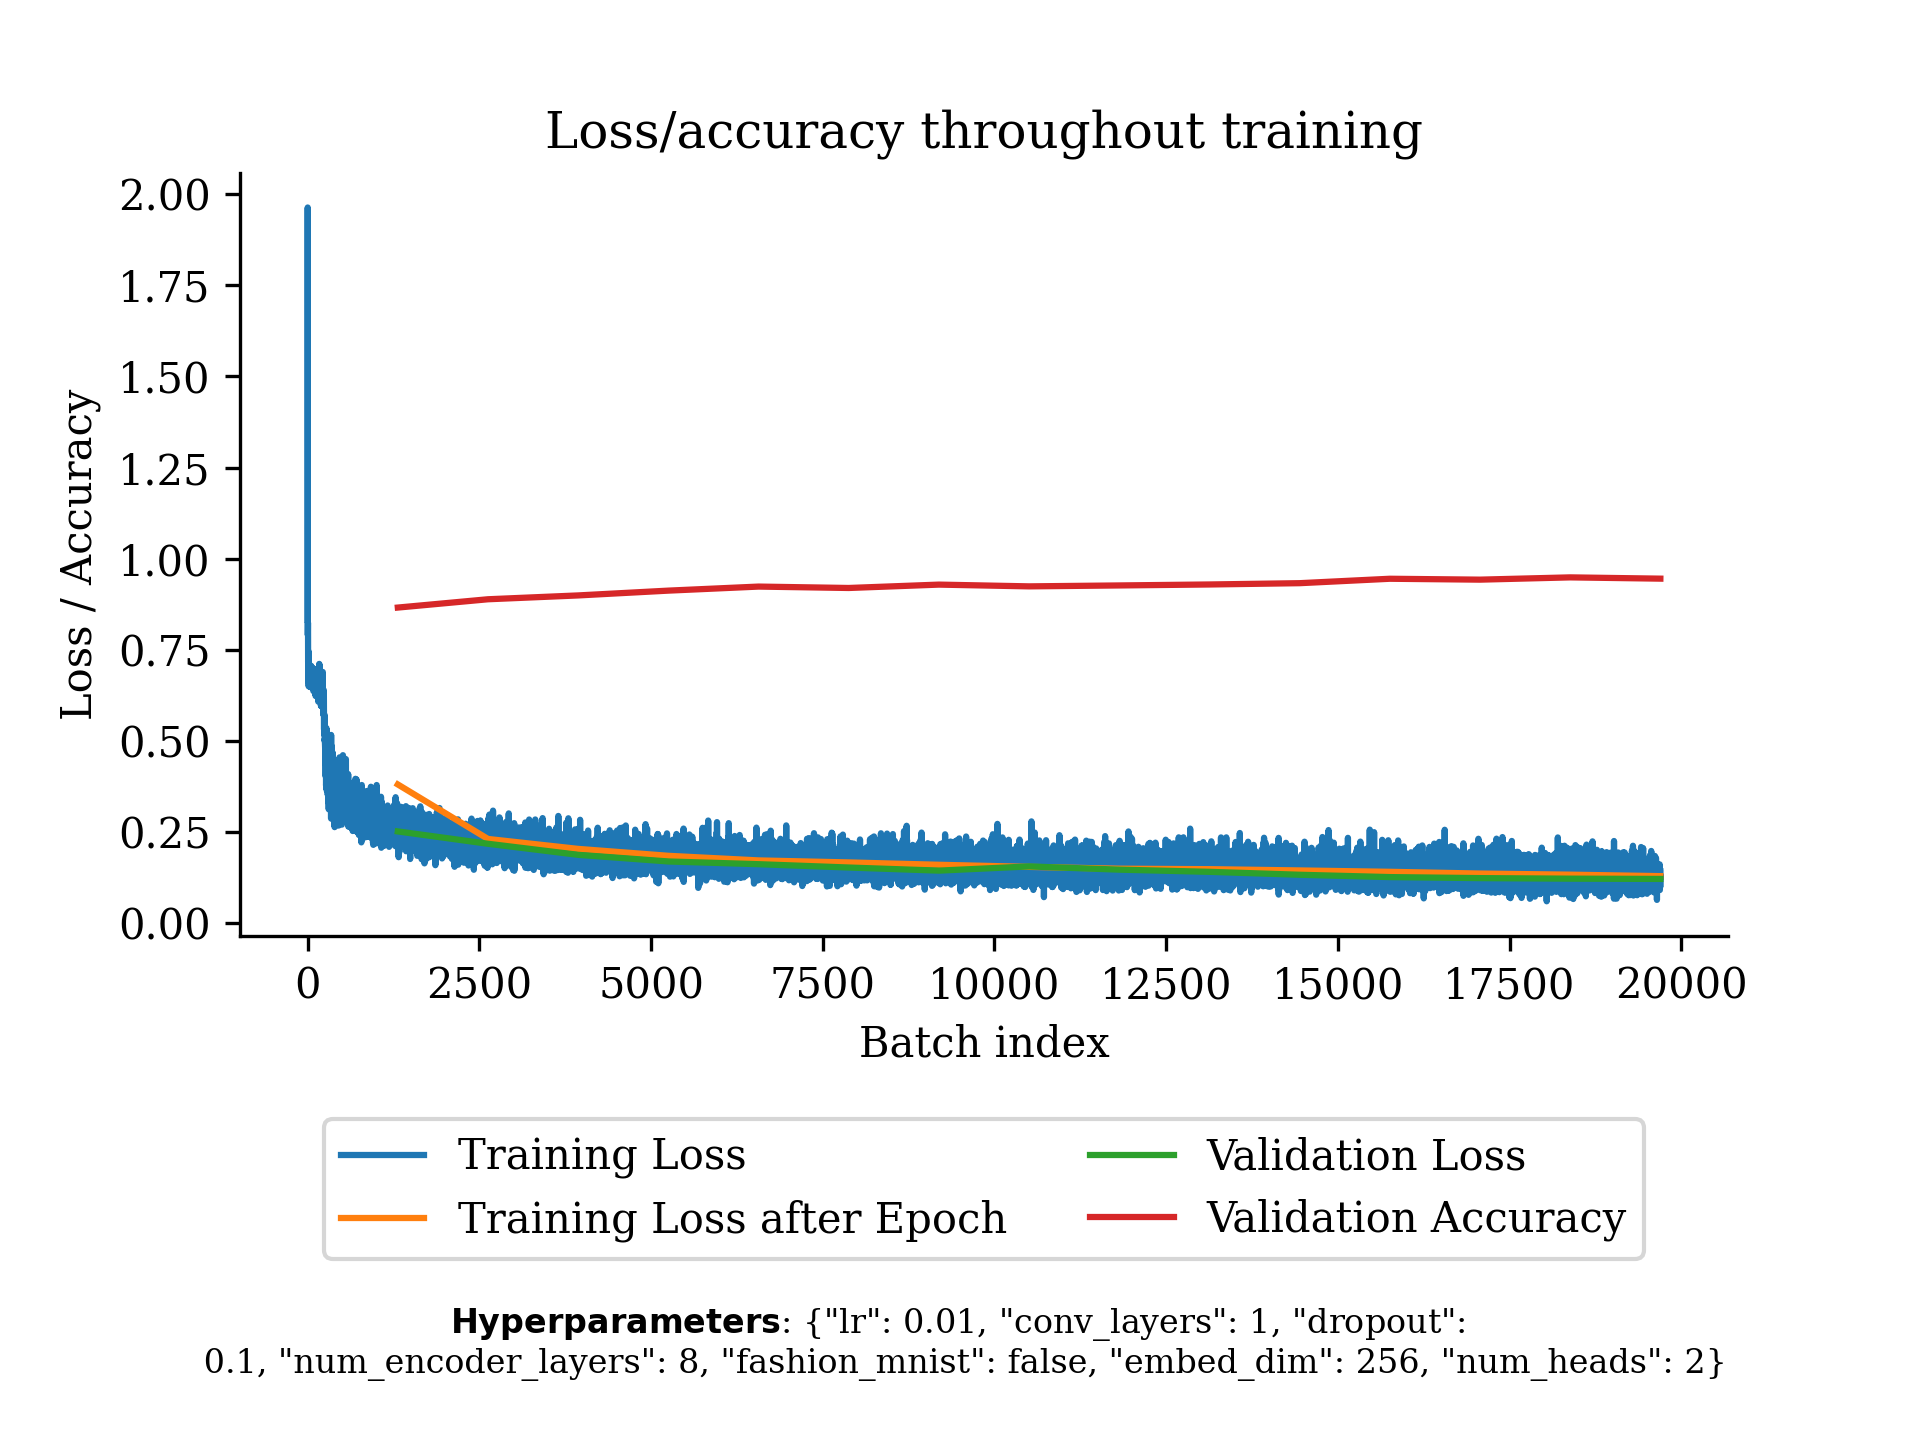 Loss/accuracy throughout training
2.00
1.75
1.50
1.25
1.00
0.75
0.50
0.25
0.00
Loss / Accuracy
0 2500 5000 7500 10000 12500 15000 17500 20000
Batch index
Training Loss
Training Loss after Epoch
Validation Loss
Validation Accuracy
Hyperparameters: {"lr": 0.01, "conv_layers": 1, "dropout":
0.1, "num_encoder_layers": 8, "fashion_mnist": false, "embed_dim": 256, "num_heads": 2}